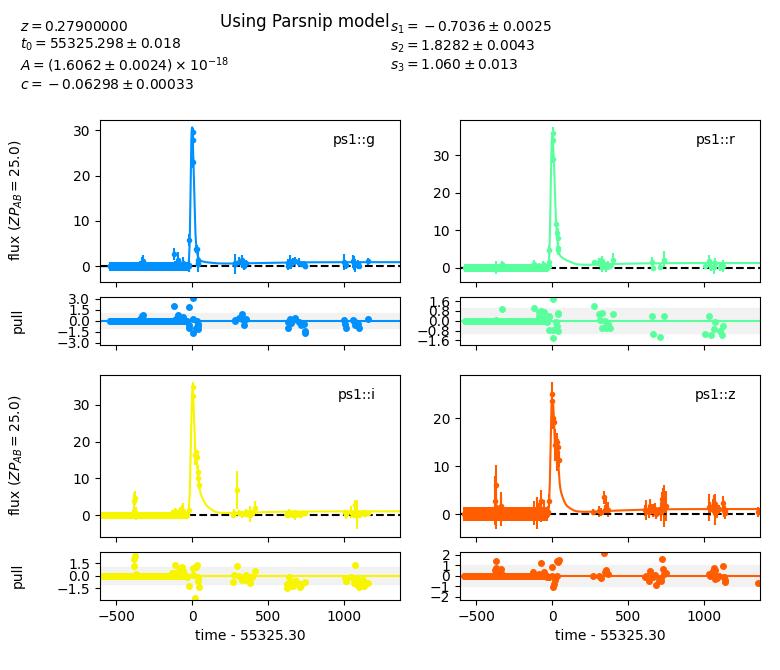 Using Parsnip model
z = 0.27900000
t0 = 55325.298 ± 0.018
A = (1.6062 ± 0.0024) × 10^−18
c = −0.06298 ± 0.00033
s1 = −0.7036 ± 0.0025
s2 = 1.8282 ± 0.0043
s3 = 1.060 ± 0.013
flux (ZP_AB = 25.0)
30
20
10
0
ps1::g
30
20
10
0
ps1::r
pull
3.0
1.5
0.0
−1.5
−3.0
1.6
0.8
0.0
−0.8
−1.6
flux (ZP_AB = 25.0)
30
20
10
0
ps1::i
20
10
0
ps1::z
pull
1.5
0.0
−1.5
2
1
0
−1
−2
−500 0 500 1000
time - 55325.30
−500 0 500 1000
time - 55325.30